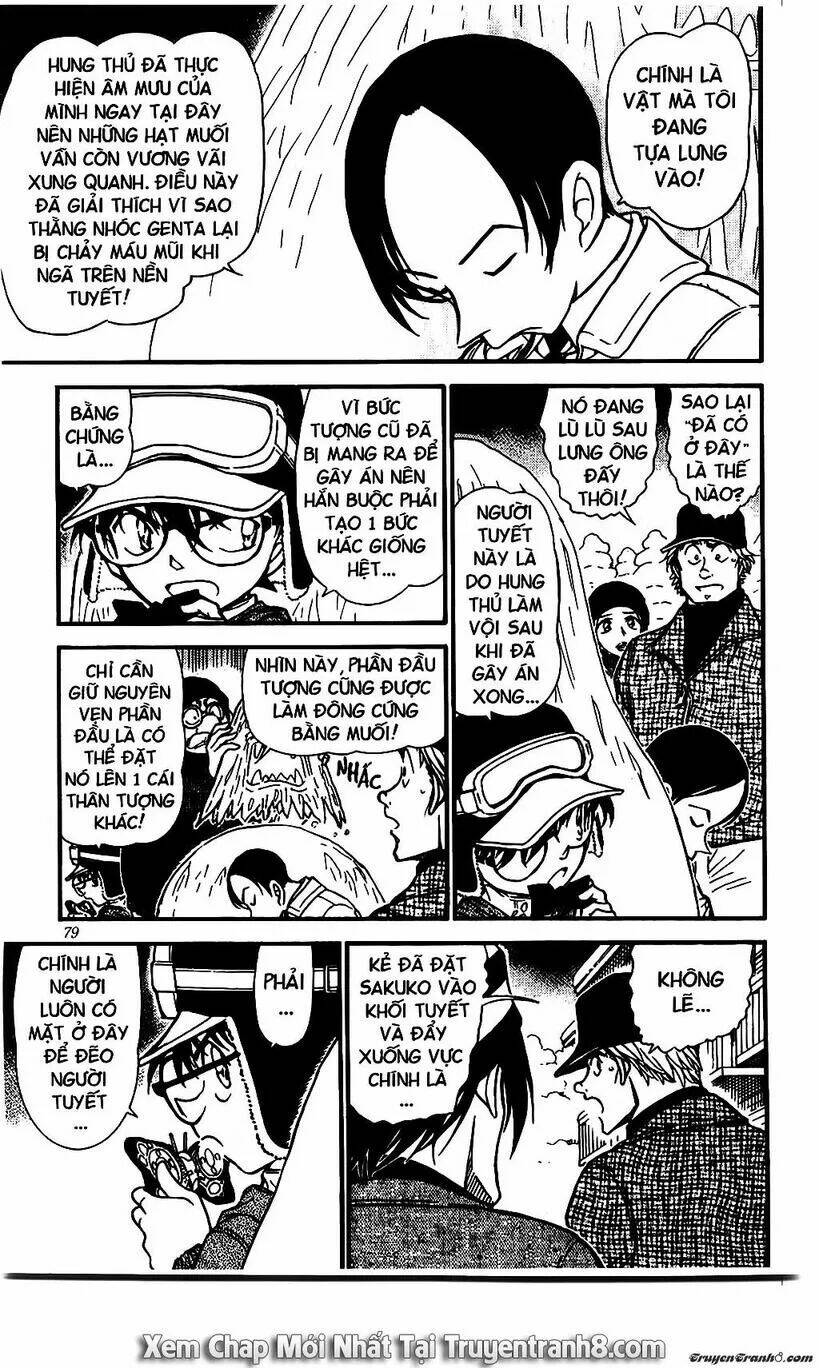 CHÍNH LÀ
VẬT MÀ TÔI
ĐANG
TỰA LƯNG
VÀO!
HUNG THỦ ĐÃ THỰC
HIỆN ÂM MƯU CỦA
MÌNH NGAY TẠI ĐÂY
NÊN NHỮNG HẠT MUỐI
VẨN CÒN VƯƠNG VÃI
XUNG QUANH. ĐIỀU NÀY
ĐÃ GIẢI THÍCH VÌ SAO
THẰNG NHÓC GENTA LẠI
BỊ CHẢY MÁU MŨI KHI
NGÃ TRÊN NỀN
TUYẾT!
SAO LẠI
"ĐÃ CÓ
Ở ĐÂY"
LÀ THẾ
NÀO?
NÓ ĐANG
LÙ LÙ SAU
LƯNG ÔNG
ĐẤY
THÔI!
NGƯỜI
TUYẾT
NÀY LÀ
DO HUNG
THỦ LÀM
VỘI SAU
KHI ĐÃ
GÂY ÁN
XONG...
VÌ BỨC
TƯỢNG CŨ ĐÃ
BỊ MANG RA ĐỂ
GÂY ÁN NÊN
HẮN BUỘC PHẢI
TẠO 1 BỨC
KHÁC GIỐNG
HỆT...
BẰNG
CHỨNG
LÀ...
NHÌN NÀY, PHẦN ĐẦU
TƯỢNG CŨNG ĐƯỢC
LÀM ĐÔNG CỨNG
BẰNG MUỐI!
NHẤC
CHỈ CẦN
GIỮ NGUYÊN
VẸN PHẦN
ĐẦU LÀ CÓ
THỂ ĐẶT
NÓ LÊN 1 CÁI
THÂN TƯỢNG
KHÁC!
79
KHÔNG
LẼ...
KẺ ĐÃ ĐẶT
SAKUKO VÀO
KHỐI TUYẾT
VÀ ĐẨY
XUỐNG VỰC
CHÍNH LÀ
...
PHẢI
...
CHÍNH LÀ
NGƯỜI
LUÔN CÓ
MẶT Ở ĐÂY
ĐỂ ĐẼO
NGƯỜI
TUYẾT
...
Xem Chap Mới Nhất Tại Truyentranh8.com
TruyenTranh8.com